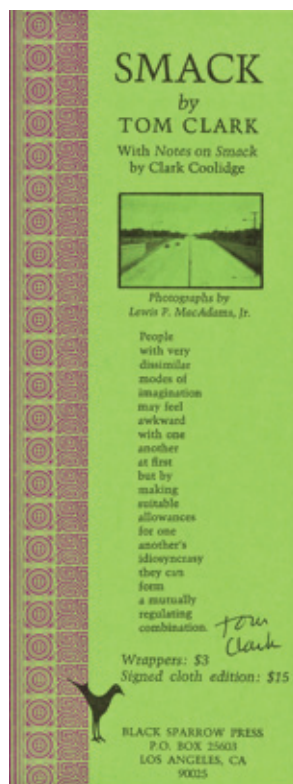 SMACK
by
TOM CLARK
With Notes on Smack
by Clark Coolidge
Photographs by
Lewis P. MacAdams, Jr.
People
with very
dissimilar
modes of
imagination
may feel
awkward
with one
another
at first
but by
making
suitable
allowances
for one
another's
idiosyncrasy
they can
form
a mutually
regulating
combination.
Tom
Clark
Wrappers: $3
Signed cloth edition: $15
BLACK SPARROW PRESS
P.O. BOX 25603
LOS ANGELES, CA
90025